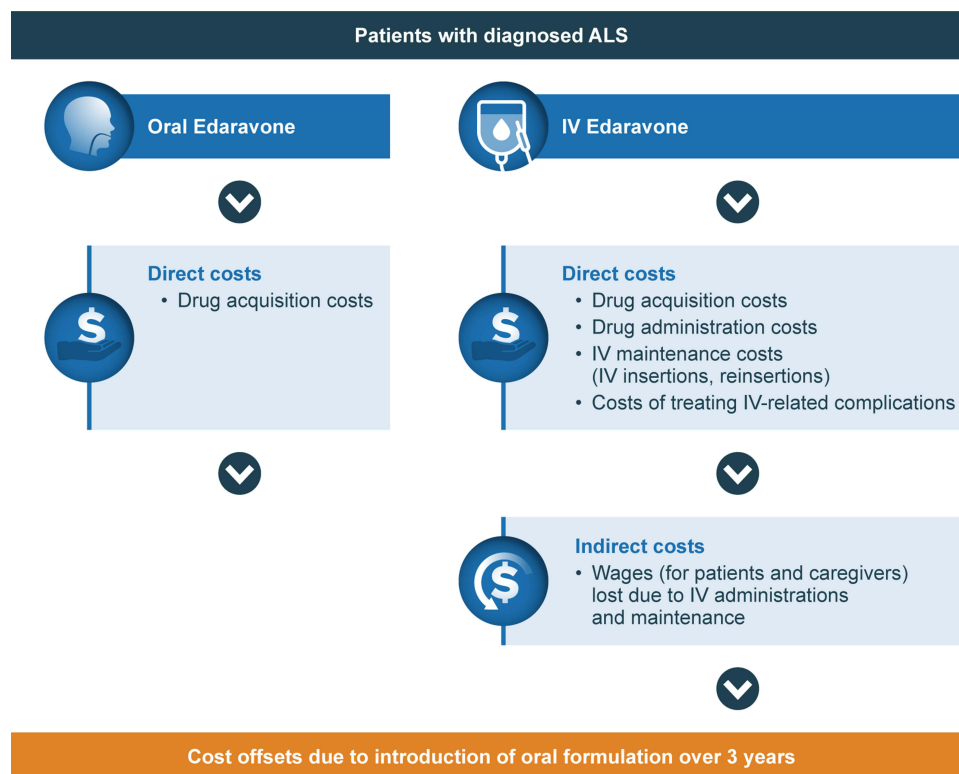 Patients with diagnosed ALS
Oral Edaravone
Direct costs
• Drug acquisition costs
IV Edaravone
Direct costs
• Drug acquisition costs
• Drug administration costs
• IV maintenance costs
(IV insertions, reinsertions)
• Costs of treating IV-related complications
Indirect costs
• Wages (for patients and caregivers)
lost due to IV administrations
and maintenance
Cost offsets due to introduction of oral formulation over 3 years